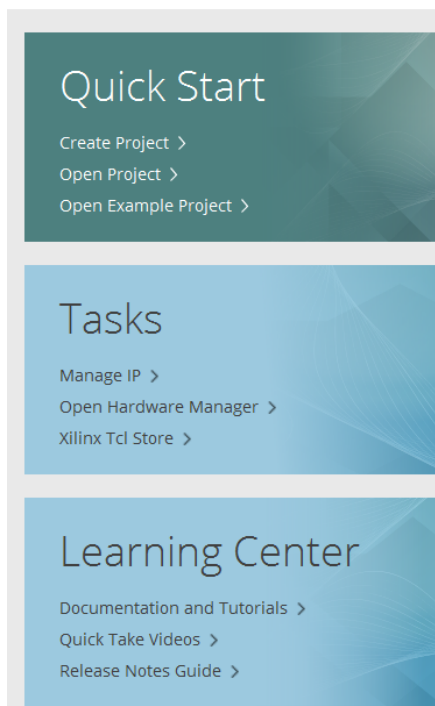 Quick Start
Create Project >
Open Project >
Open Example Project >
Tasks
Manage IP >
Open Hardware Manager >
Xilinx Tcl Store >
Learning Center
Documentation and Tutorials >
Quick Take Videos >
Release Notes Guide >